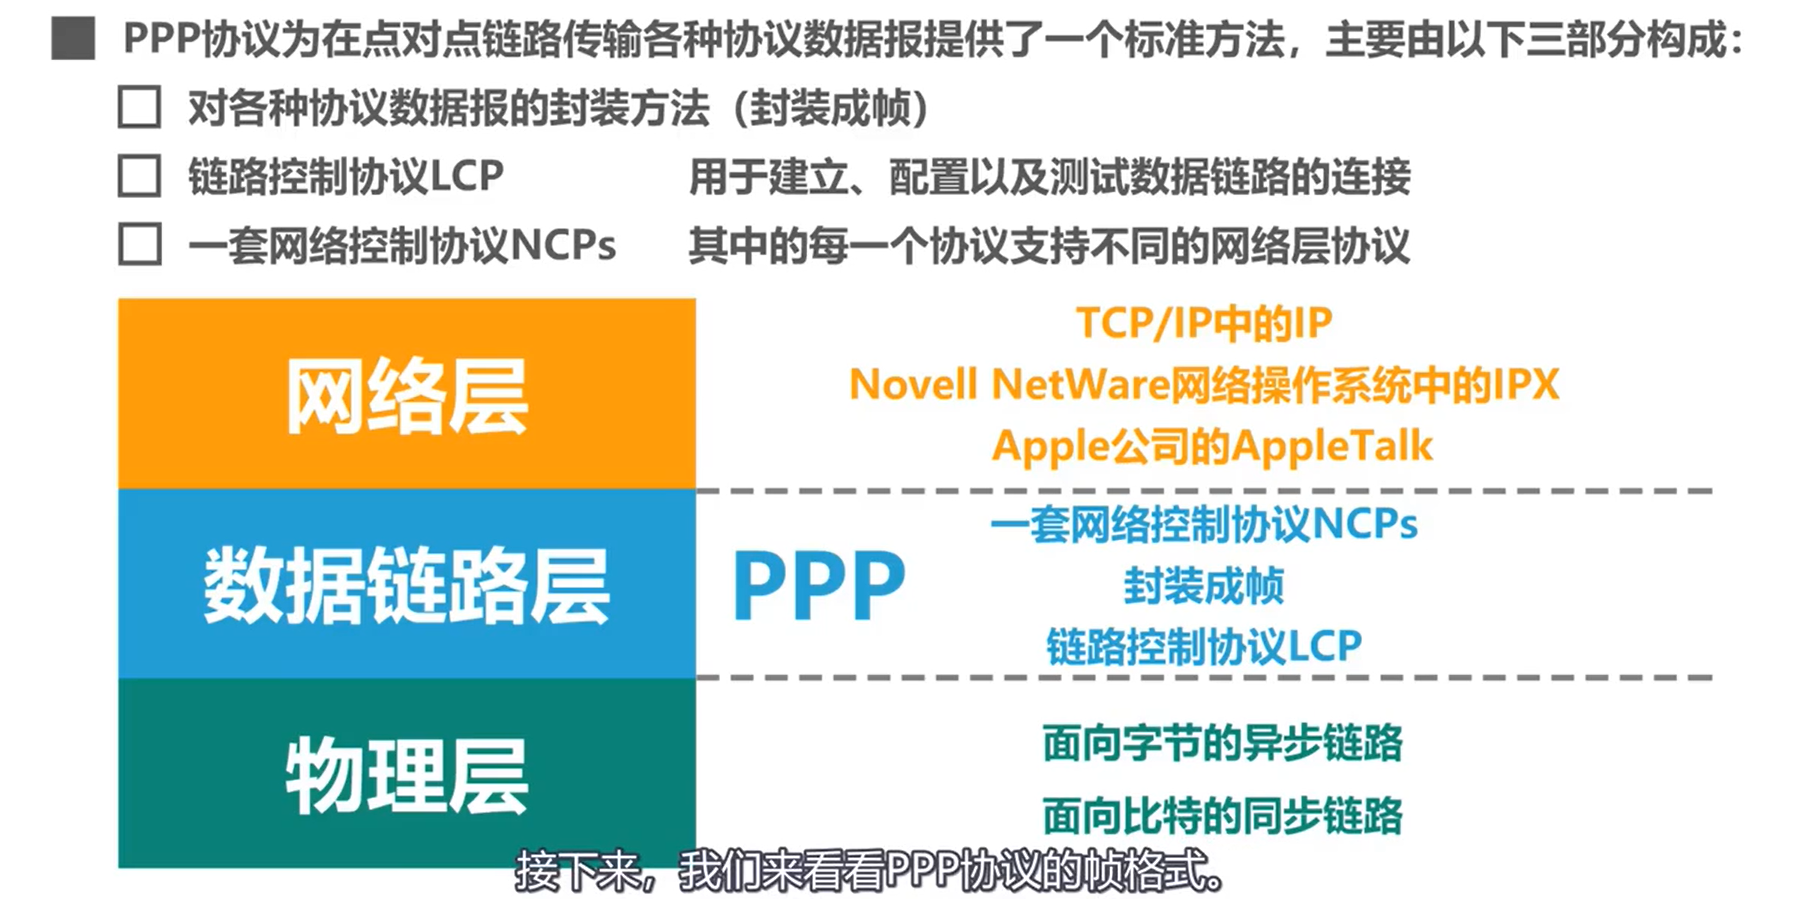 PPP协议为在点对点链路传输各种协议数据报提供了一个标准方法，主要由以下三部分构成：
对各种协议数据报的封装方法（封装成帧）
链路控制协议LCP 用于建立、配置以及测试数据链路的连接
一套网络控制协议NCPs 其中的每一个协议支持不同的网络层协议
网络层
TCP/IP中的IP
Novell NetWare网络操作系统中的IPX
Apple公司的AppleTalk
数据链路层
PPP
一套网络控制协议NCPs
封装成帧
链路控制协议LCP
物理层
面向字节的异步链路
面向比特的同步链路
接下来，我们来看看PPP协议的帧格式。